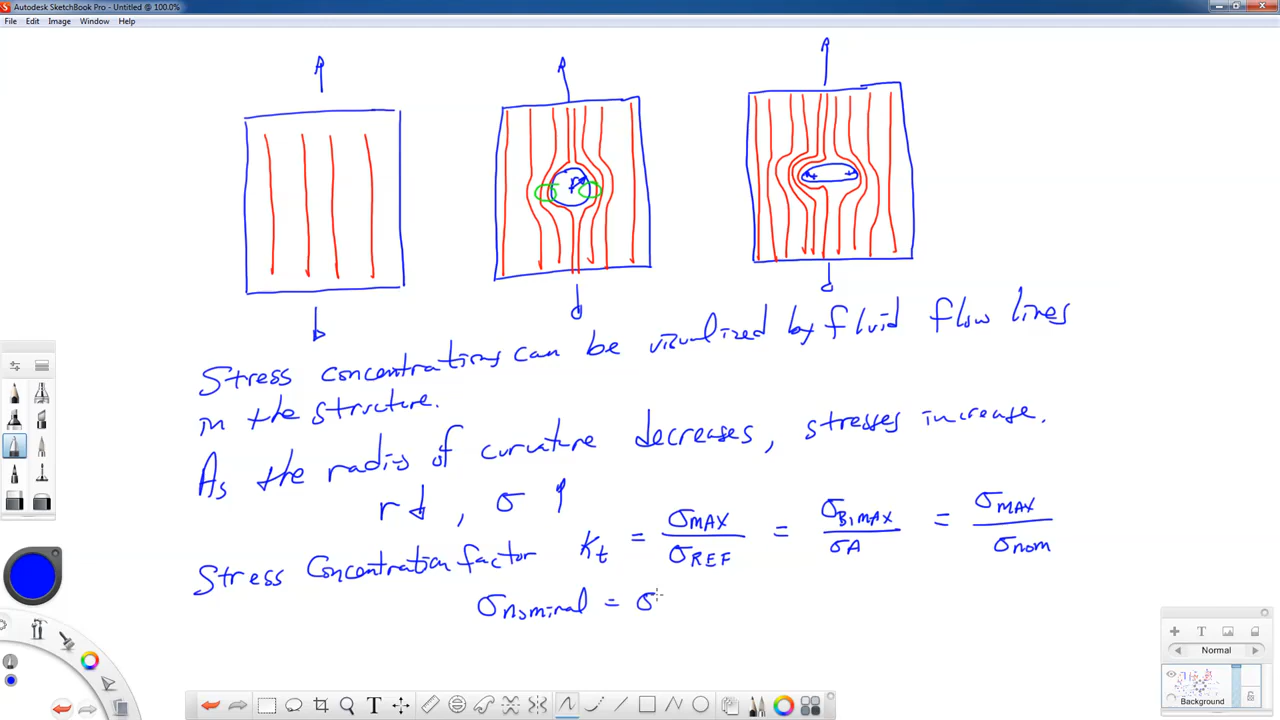 Autodesk SketchBook Pro - Untitled @ 100.0%
File Edit Image Window Help
r
Stress concentrations can be visualized by fluid flow lines
in the structure.
As the radius of curvature decreases, stresses increase.
r ↓, σ ↑
Stress Concentration factor Kt = σMAX / σREF = σB,MAX / σA = σMAX / σnom
σnominal = σ
Normal
Background